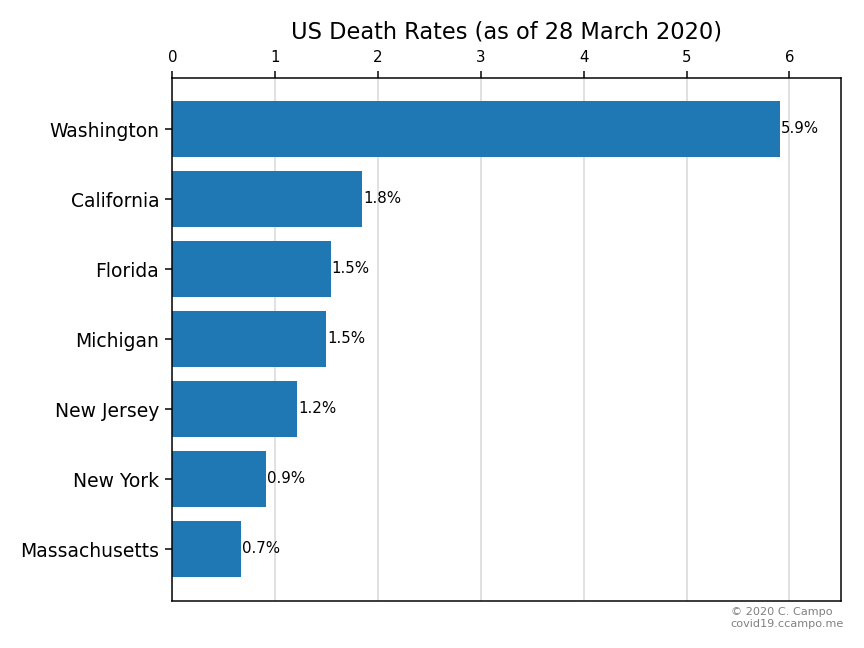 US Death Rates (as of 28 March 2020)
0 1 2 3 4 5 6
Washington 5.9%
California 1.8%
Florida 1.5%
Michigan 1.5%
New Jersey 1.2%
New York 0.9%
Massachusetts 0.7%
© 2020 C. Campo
covid19.ccampo.me